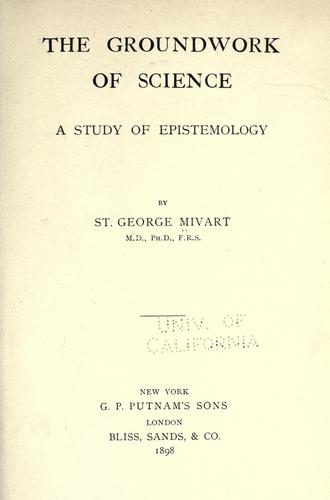 THE GROUNDWORK
OF SCIENCE
A STUDY OF EPISTEMOLOGY
BY
ST. GEORGE MIVART
M.D., PH.D., F.R.S.
UNIV. OF
CALIFORNIA
NEW YORK
G. P. PUTNAM'S SONS
LONDON
BLISS, SANDS, & CO.
1898